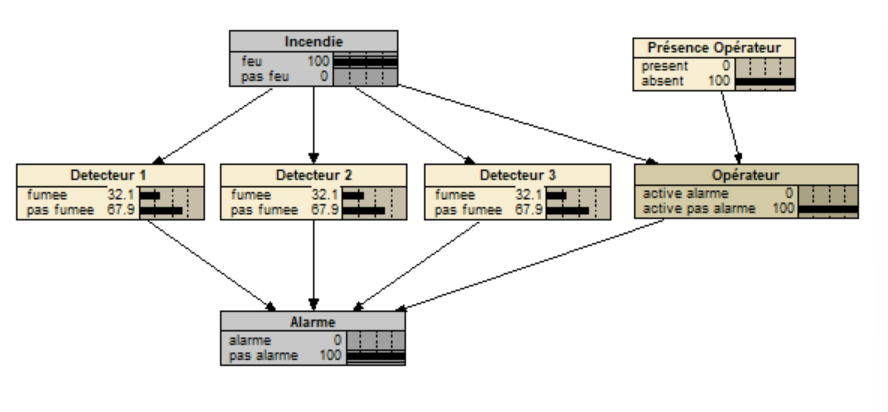 Incendie
feu 100
pas feu 0
Présence Opérateur
present 0
absent 100
Detecteur 1
fumee 32.1
pas fumee 67.9
Detecteur 2
fumee 32.1
pas fumee 67.9
Detecteur 3
fumee 32.1
pas fumee 67.9
Opérateur
active alarme 0
active pas alarme 100
Alarme
alarme 0
pas alarme 100